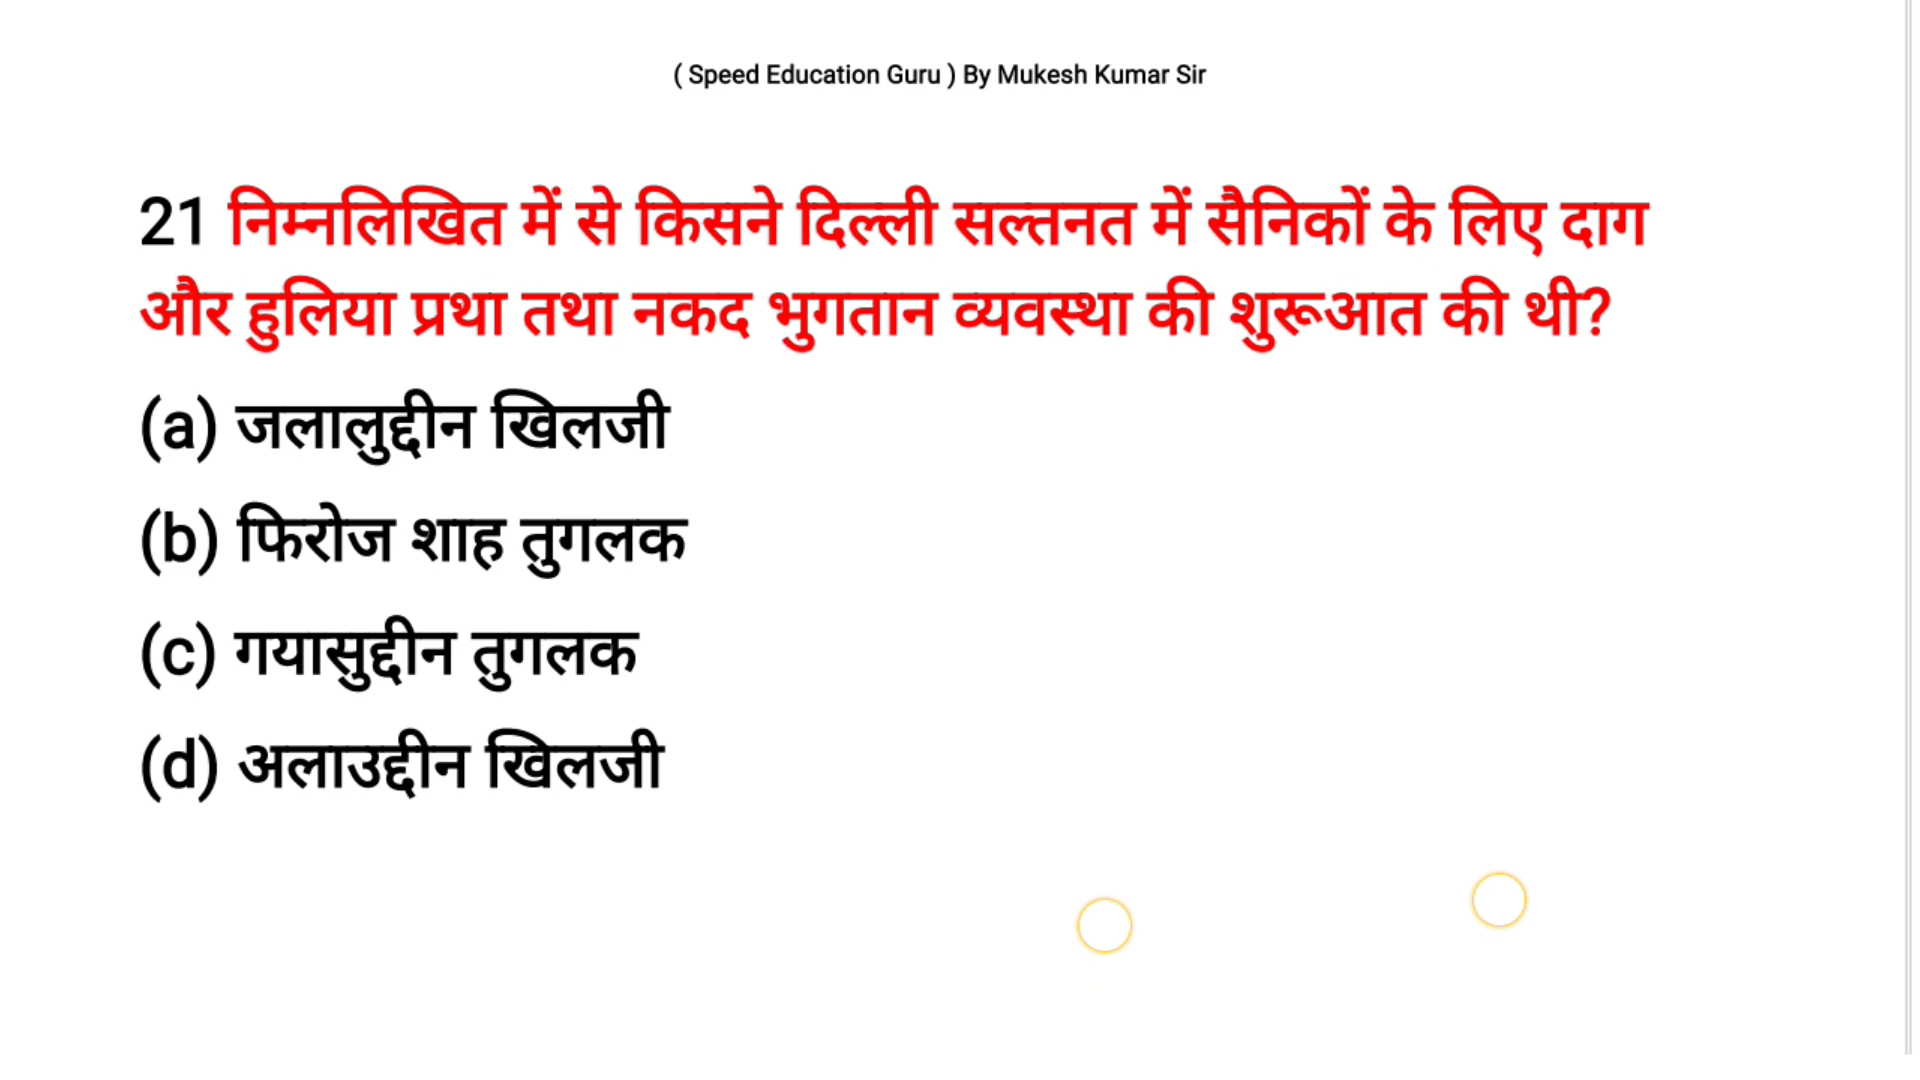 ( Speed Education Guru ) By Mukesh Kumar Sir
21 निम्नलिखित में से किसने दिल्ली सल्तनत में सैनिकों के लिए दाग
और हुलिया प्रथा तथा नकद भुगतान व्यवस्था की शुरूआत की थी?
(a) जलालुद्दीन खिलजी
(b) फिरोज शाह तुगलक
(c) गयासुद्दीन तुगलक
(d) अलाउद्दीन खिलजी